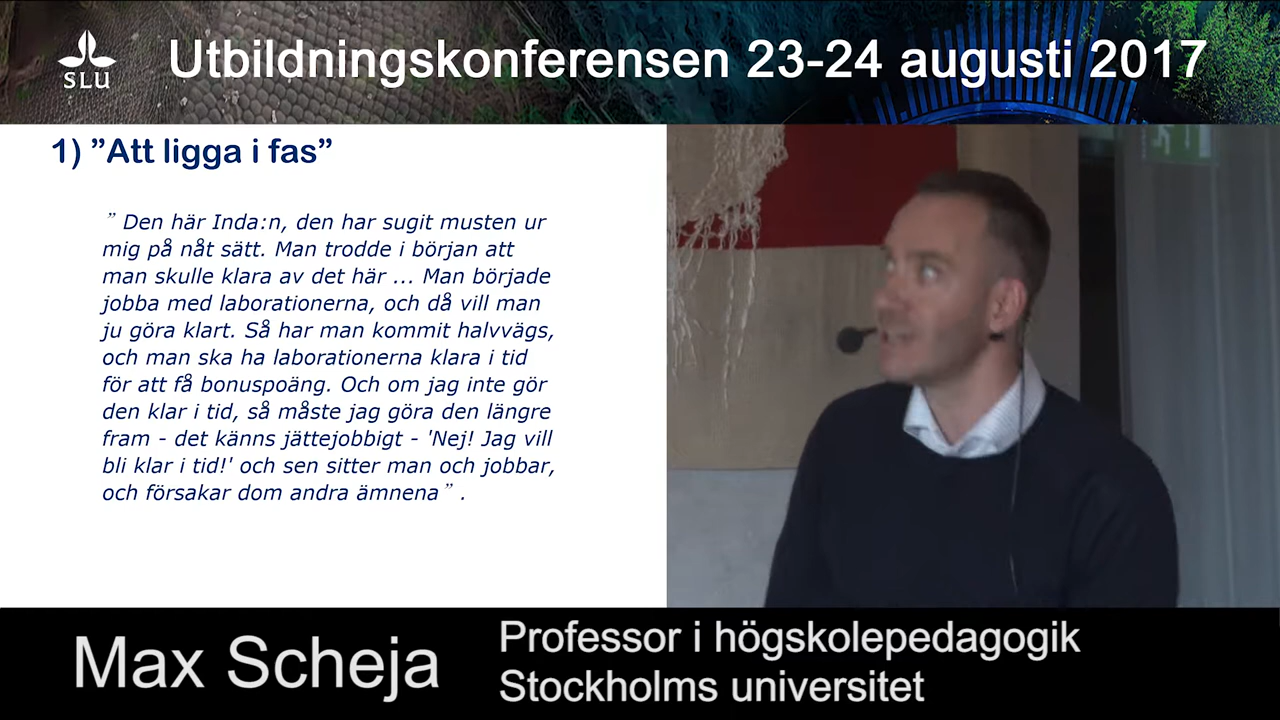 SLU
Utbildningskonferensen 23-24 augusti 2017
1) ”Att ligga i fas”
” Den här Inda:n, den har sugit musten ur
mig på nåt sätt. Man trodde i början att
man skulle klara av det här ... Man började
jobba med laborationerna, och då vill man
ju göra klart. Så har man kommit halvvägs,
och man ska ha laborationerna klara i tid
för att få bonuspoäng. Och om jag inte gör
den klar i tid, så måste jag göra den längre
fram - det känns jättejobbigt - 'Nej! Jag vill
bli klar i tid!' och sen sitter man och jobbar,
och försakar dom andra ämnena” .
Max Scheja
Professor i högskolepedagogik
Stockholms universitet